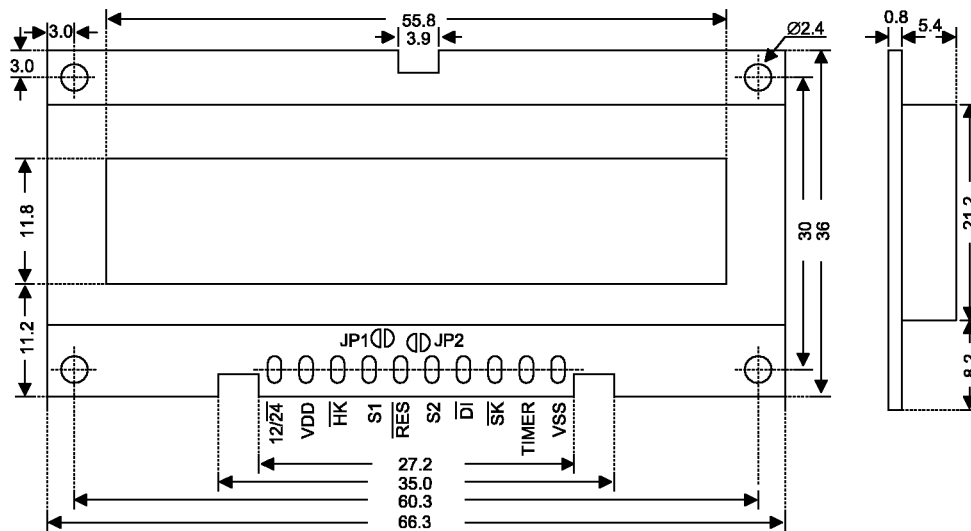 55.8
3.0
3.9
Ø2.4
0.8
5.4
3.0
11.8
30
36
21.2
11.2
JP1
JP2
8.2
12/24
VDD
HK
S1
RES
S2
DI
SK
TIMER
VSS
27.2
35.0
60.3
66.3